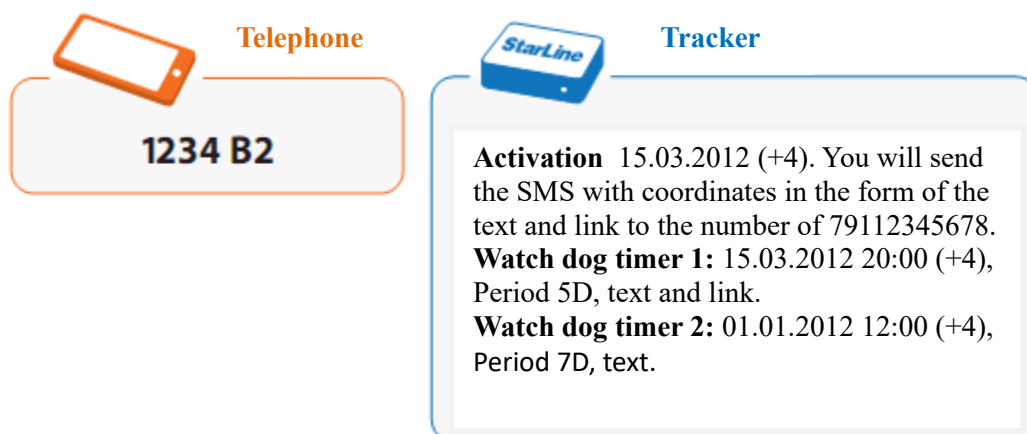 Telephone
1234 B2
StarLine
Tracker
Activation 15.03.2012 (+4). You will send
the SMS with coordinates in the form of the
text and link to the number of 79112345678.
Watch dog timer 1: 15.03.2012 20:00 (+4),
Period 5D, text and link.
Watch dog timer 2: 01.01.2012 12:00 (+4),
Period 7D, text.